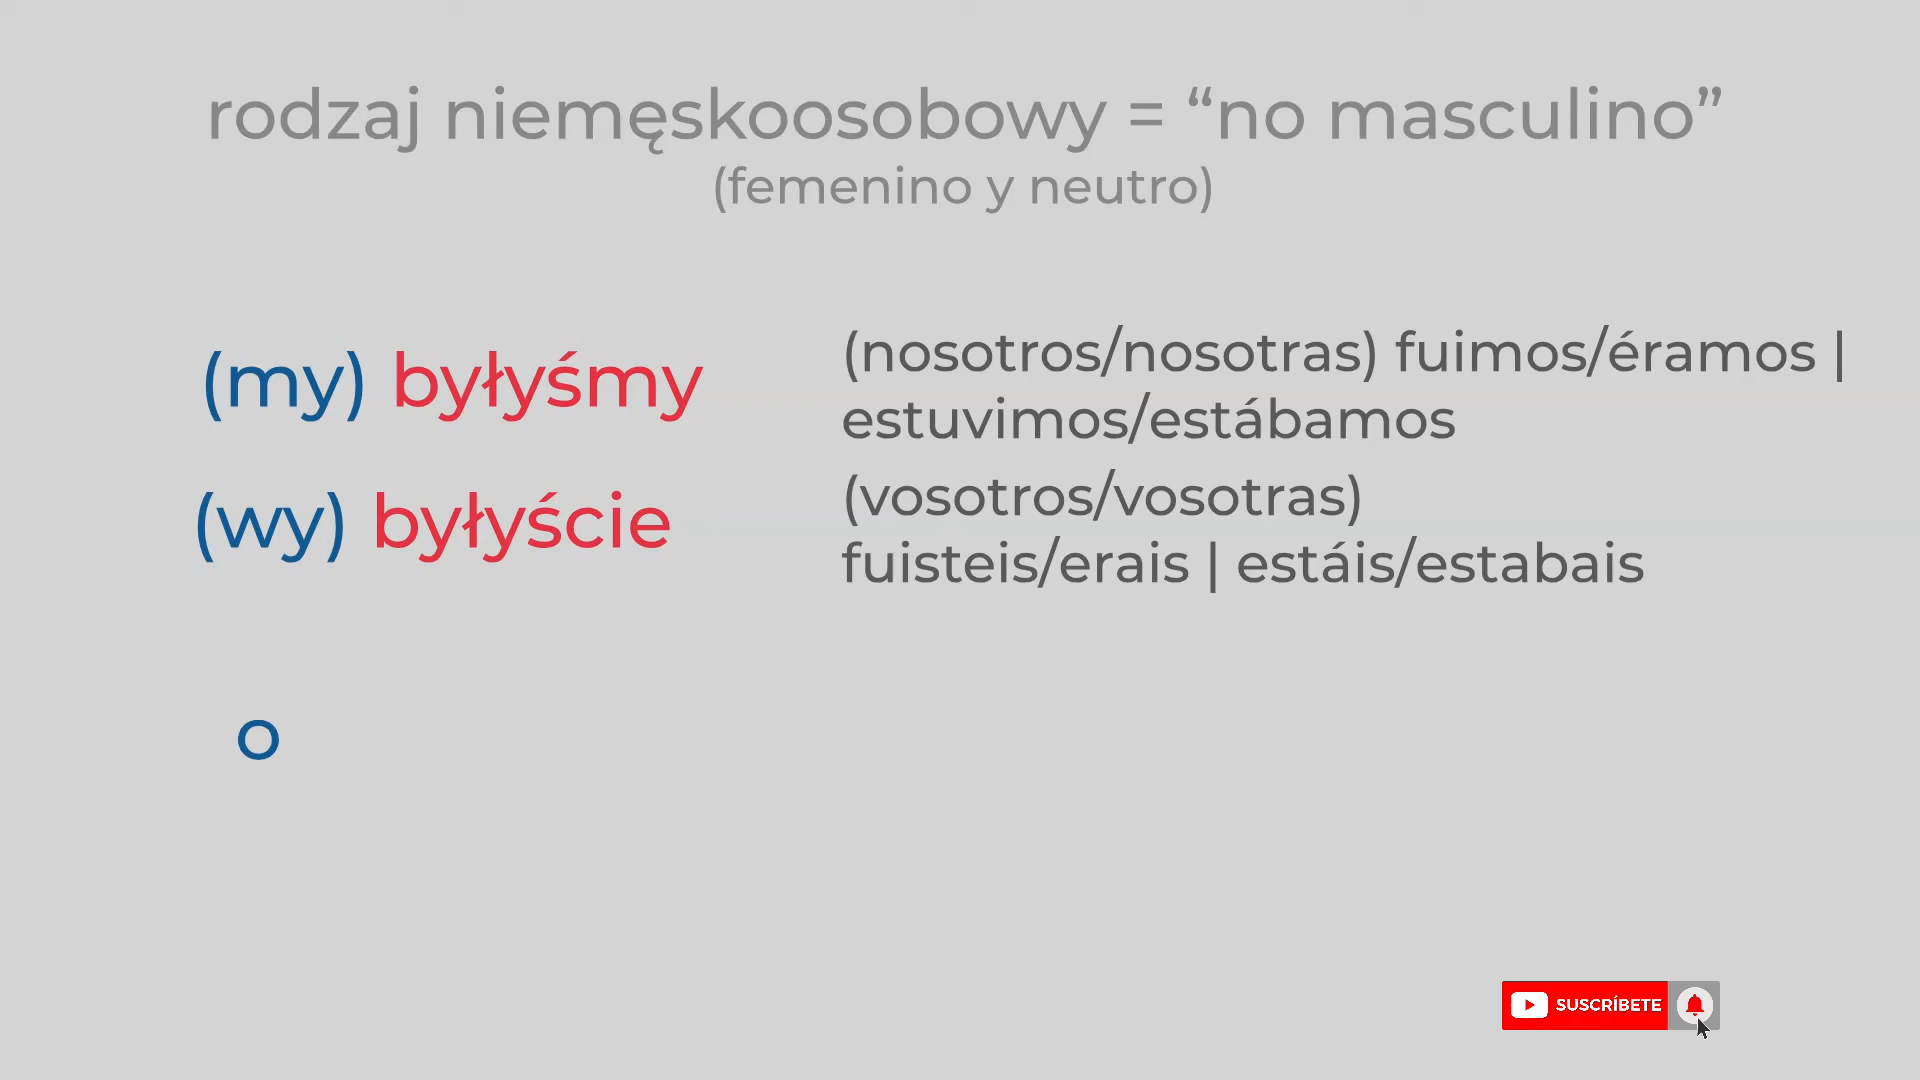 rodzaj niemęskoosobowy = “no masculino”
(femenino y neutro)
(my) byłyśmy
(nosotros/nosotras) fuimos/éramos |
estuvimos/estábamos
(wy) byłyście
(vosotros/vosotras)
fuisteis/erais | estáis/estabais
o
SUSCRÍBETE